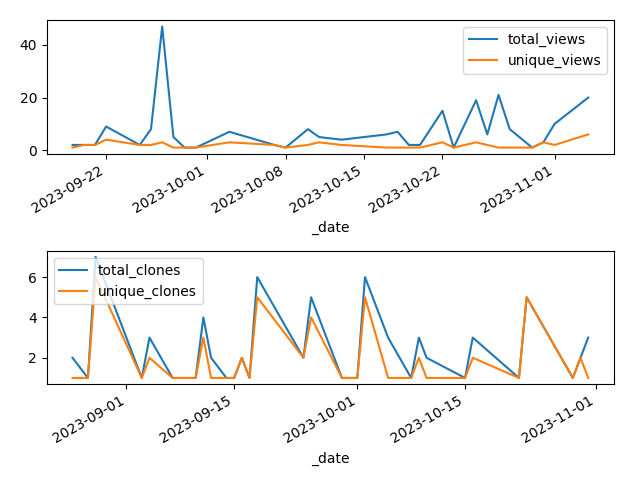 40
20
0
total_views
unique_views
2023-09-22
2023-10-01
2023-10-08
2023-10-15
2023-10-22
2023-11-01
_date
6
4
2
total_clones
unique_clones
2023-09-01
2023-09-15
2023-10-01
2023-10-15
2023-11-01
_date